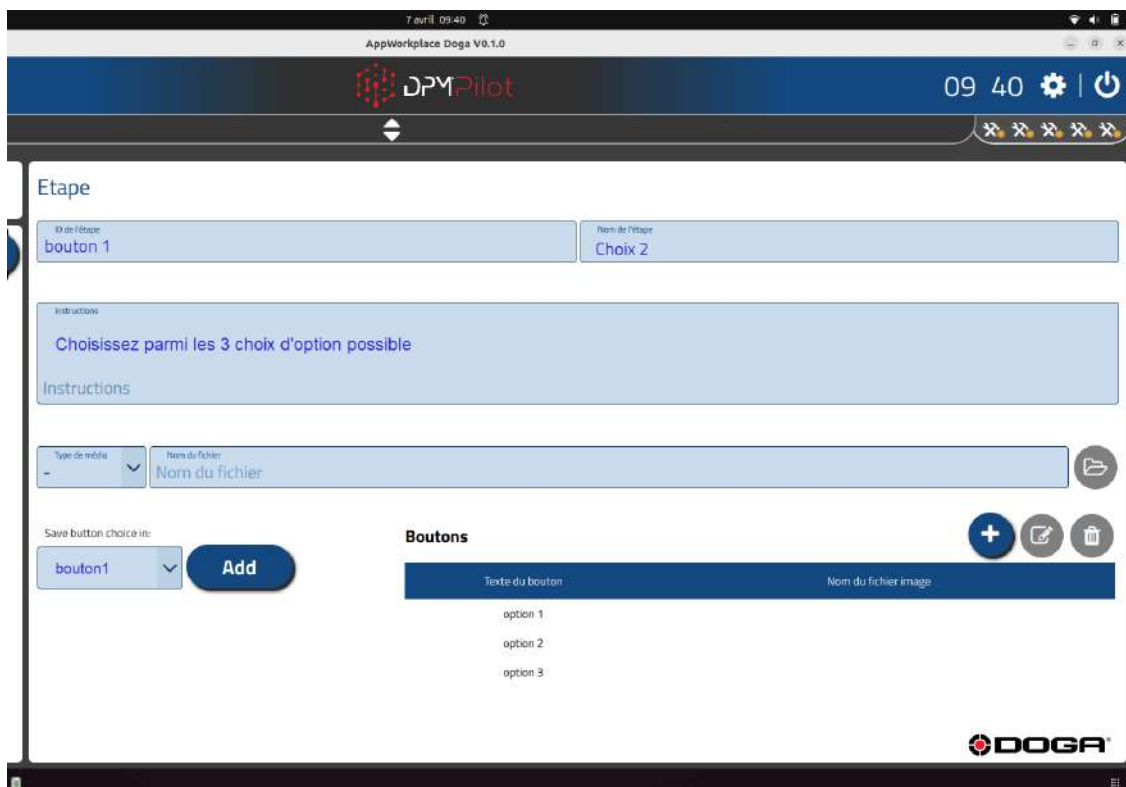 7 avril 09:40
AppWorkplace Doga V0.1.0
DPMPilot
09 40
Etape
ID de l'étape
bouton 1
Nom de l'étape
Choix 2
Instructions
Choisissez parmi les 3 choix d'option possible
Instructions
Type de média
-
Nom du fichier
Nom du fichier
Save button choice in:
bouton1
Add
Boutons
Texte du bouton
Nom du fichier image
option 1
option 2
option 3
DOGA